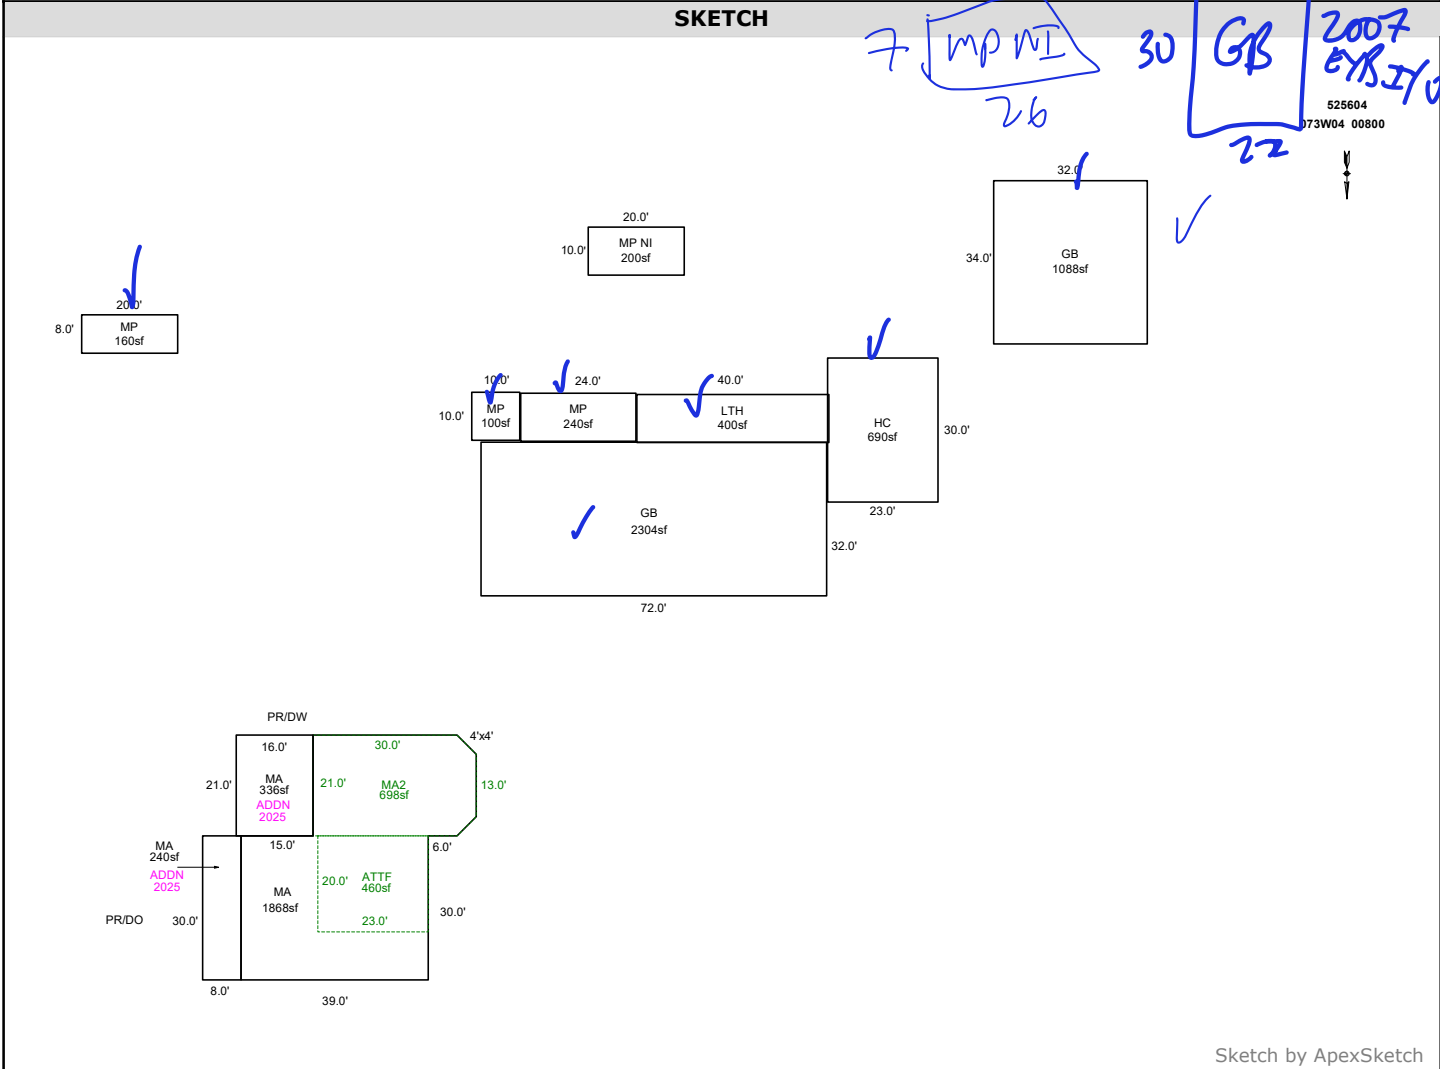 SKETCH
7 MP NI
26
30 GB
22
2007
EYB
525604
073W04 00800
32.0'
34.0'
GB
1088sf
20.0'
10.0'
MP NI
200sf
20.0'
8.0'
MP
160sf
10.0'
24.0'
40.0'
10.0'
MP
100sf
MP
240sf
LTH
400sf
HC
690sf
30.0'
23.0'
GB
2304sf
32.0'
72.0'
PR/DW
16.0'
30.0'
4'x4'
21.0'
MA
336sf
ADDN
2025
21.0'
MA2
698sf
13.0'
15.0'
6.0'
MA
240sf
ADDN
2025
20.0'
ATTF
460sf
MA
1868sf
PR/DO
30.0'
23.0'
30.0'
8.0'
39.0'
Sketch by ApexSketch